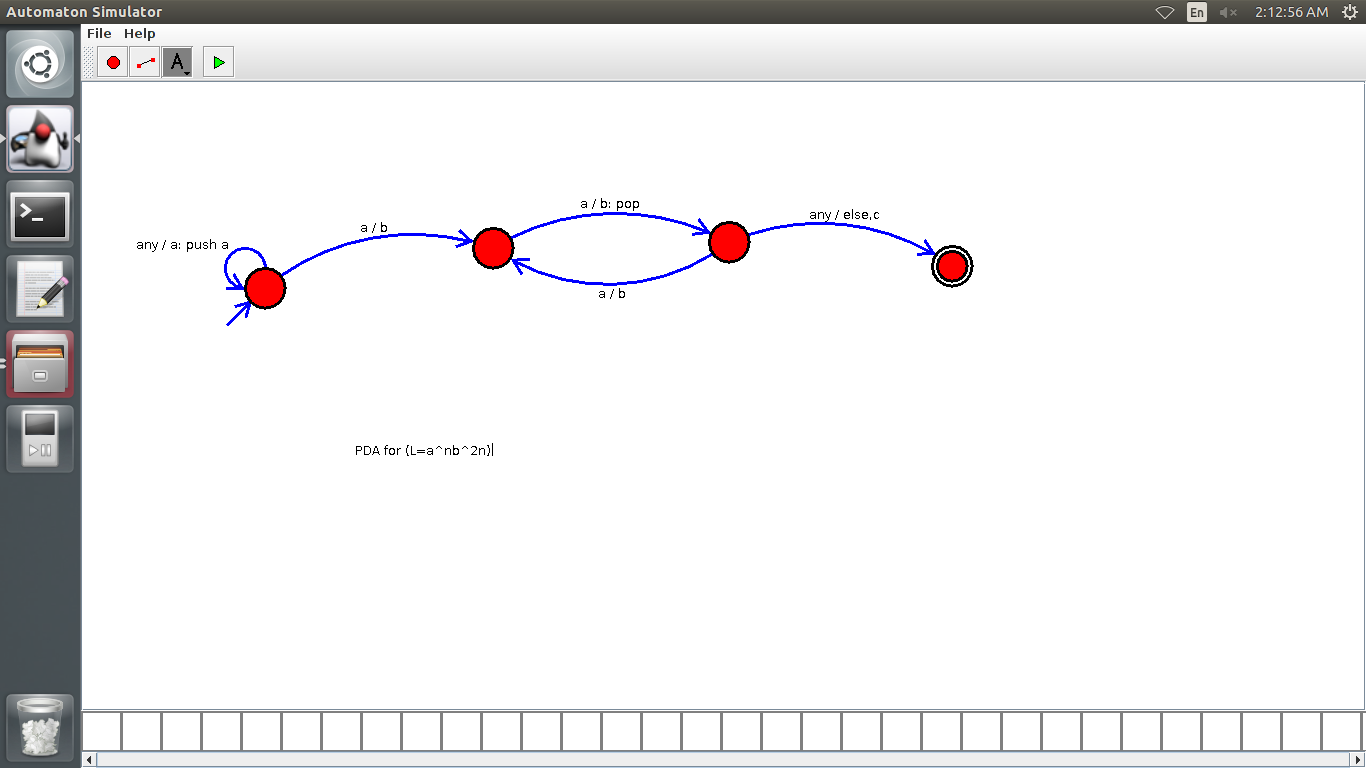 Automaton Simulator
En
2:12:56 AM
File Help
A
any / a: push a
a / b
a / b: pop
a / b
any / else,c
PDA for (L=a^nb^2n)